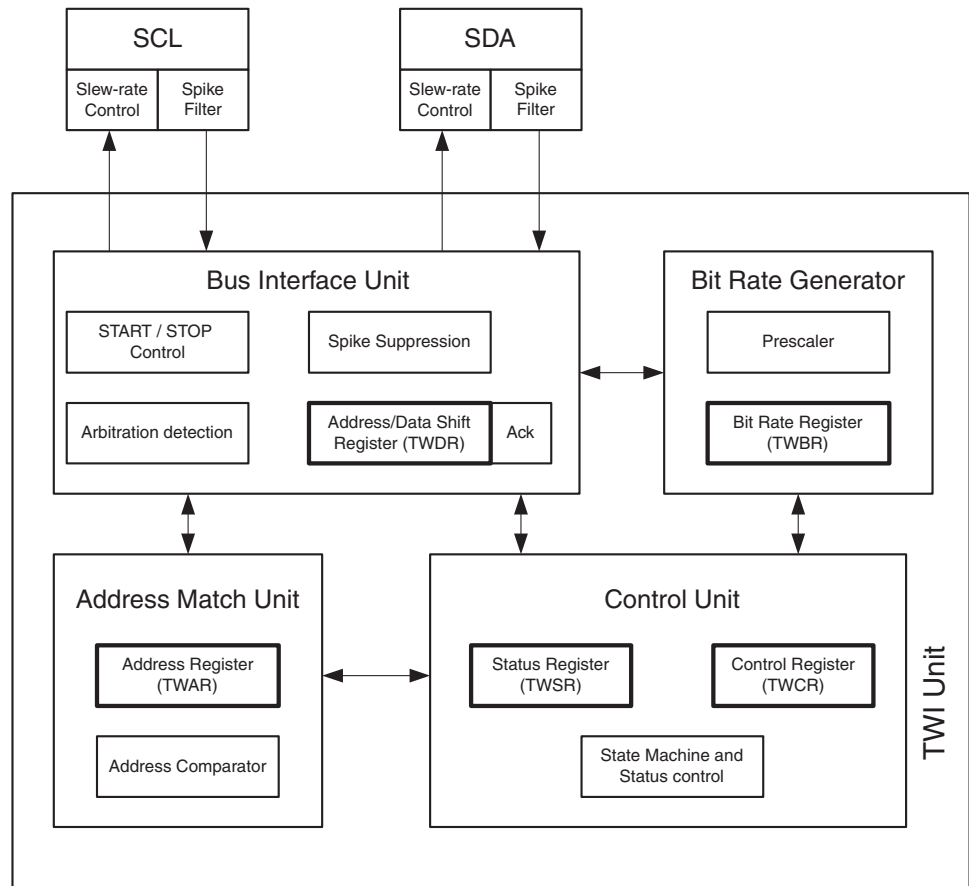 SCL
Slew-rate
Control
Spike
Filter
SDA
Slew-rate
Control
Spike
Filter
Bus Interface Unit
START / STOP
Control
Spike Suppression
Arbitration detection
Address/Data Shift
Register (TWDR)
Ack
Bit Rate Generator
Prescaler
Bit Rate Register
(TWBR)
Address Match Unit
Address Register
(TWAR)
Address Comparator
Control Unit
Status Register
(TWSR)
Control Register
(TWCR)
State Machine and
Status control
TWI Unit